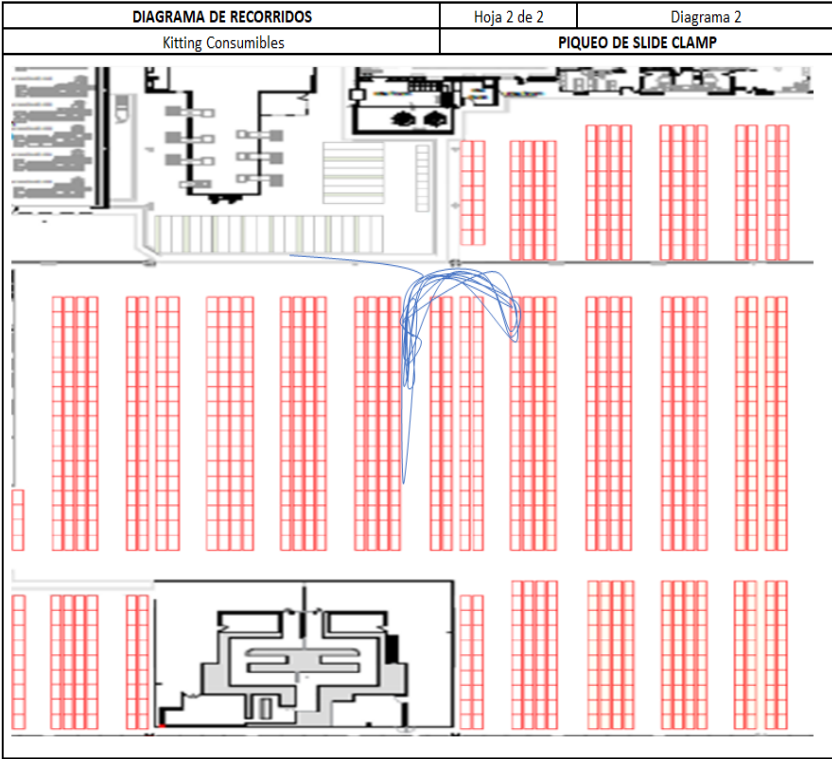 DIAGRAMA DE RECORRIDOS
Hoja 2 de 2
Diagrama 2
Kitting Consumibles
PIQUEO DE SLIDE CLAMP